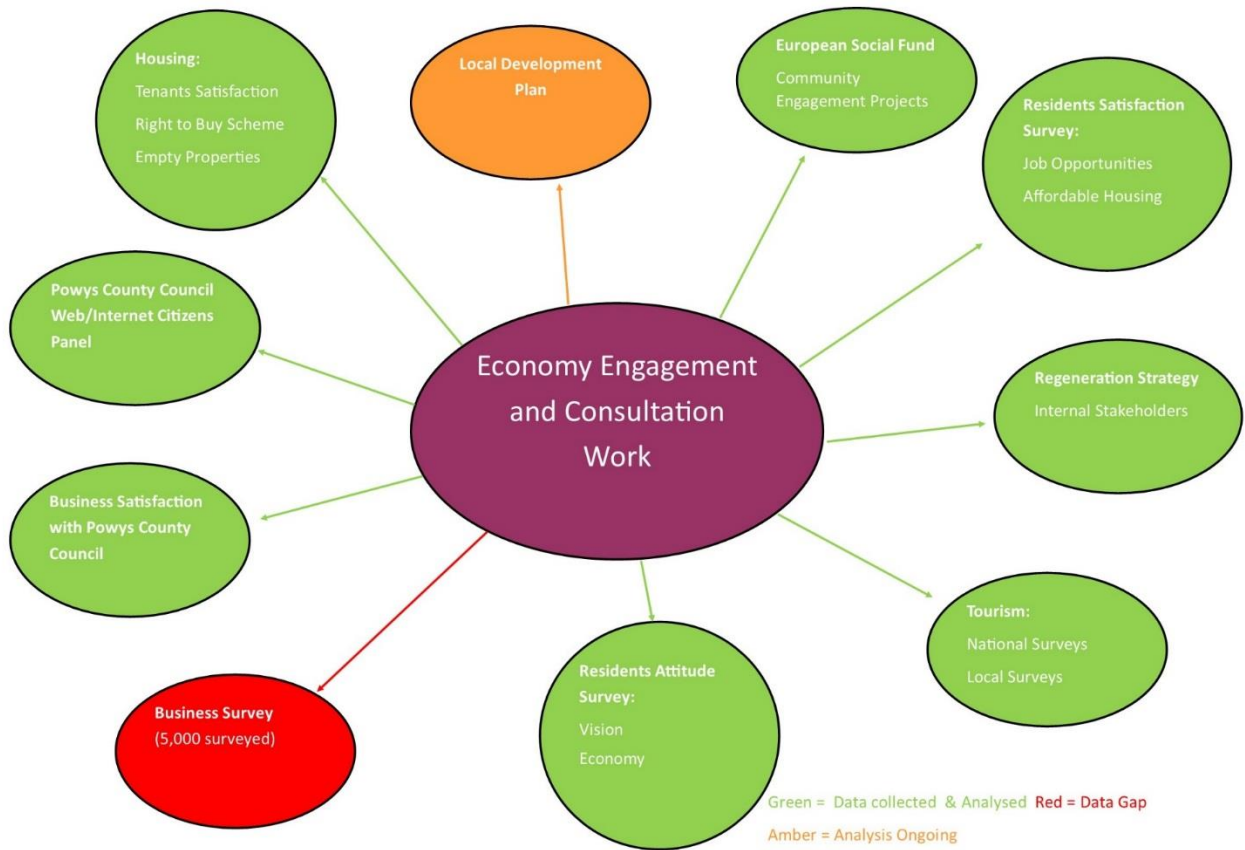 Housing:
Tenants Satisfaction
Right to Buy Scheme
Empty Properties
Local Development
Plan
European Social Fund
Community
Engagement Projects
Residents Satisfaction
Survey:
Job Opportunities
Affordable Housing
Powys County Council
Web/Internet Citizens
Panel
Economy Engagement
and Consultation
Work
Regeneration Strategy
Internal Stakeholders
Business Satisfaction
with Powys County
Council
Tourism:
National Surveys
Local Surveys
Business Survey
(5,000 surveyed)
Residents Attitude
Survey:
Vision
Economy
Green = Data collected & Analysed Red = Data Gap
Amber = Analysis Ongoing